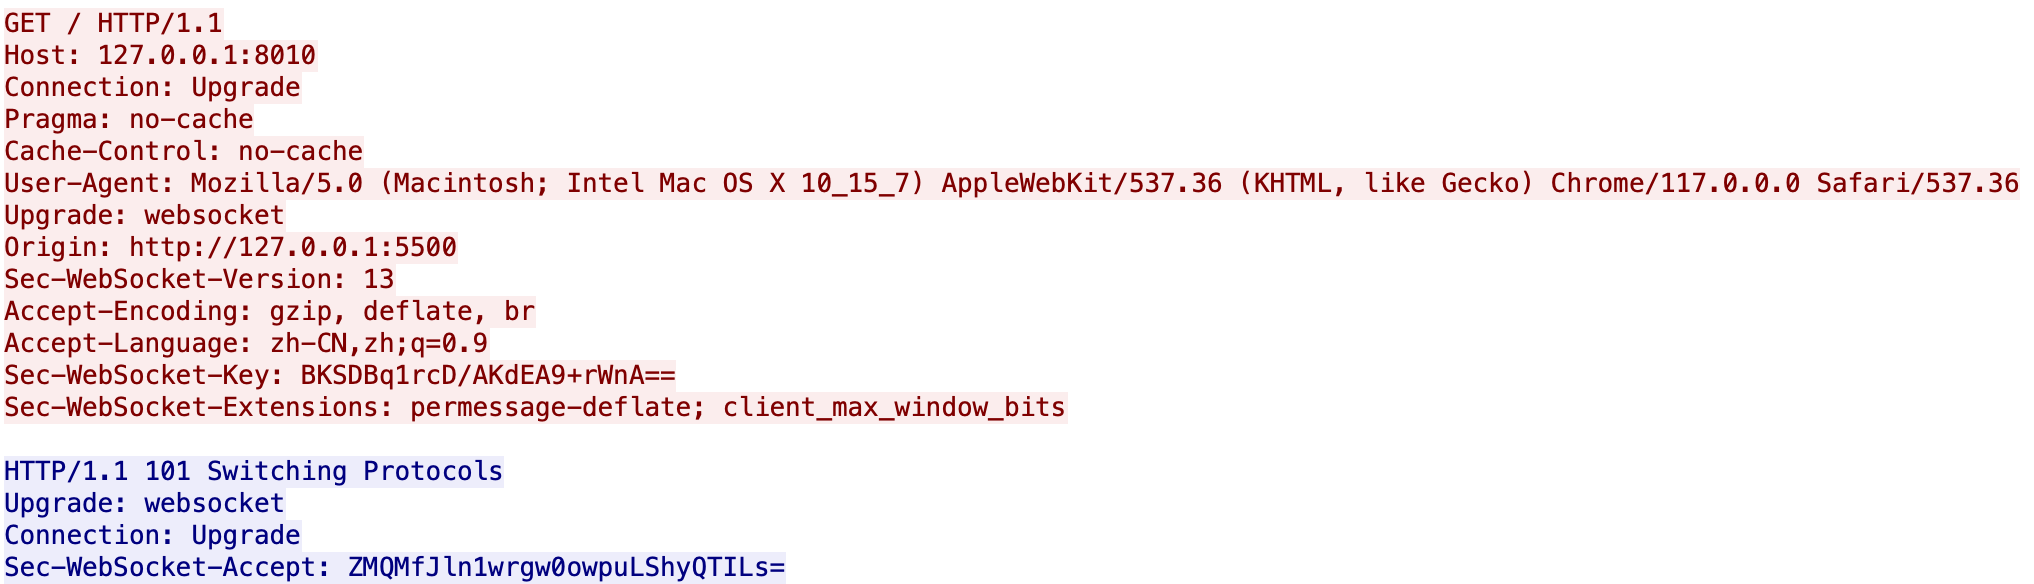 GET / HTTP/1.1
Host: 127.0.0.1:8010
Connection: Upgrade
Pragma: no-cache
Cache-Control: no-cache
User-Agent: Mozilla/5.0 (Macintosh; Intel Mac OS X 10_15_7) AppleWebKit/537.36 (KHTML, like Gecko) Chrome/117.0.0.0 Safari/537.36
Upgrade: websocket
Origin: http://127.0.0.1:5500
Sec-WebSocket-Version: 13
Accept-Encoding: gzip, deflate, br
Accept-Language: zh-CN,zh;q=0.9
Sec-WebSocket-Key: BKSDBq1rcD/AKdEA9+rWnA==
Sec-WebSocket-Extensions: permessage-deflate; client_max_window_bits

HTTP/1.1 101 Switching Protocols
Upgrade: websocket
Connection: Upgrade
Sec-WebSocket-Accept: ZMQMfJln1wrgw0owpuLShyQTILs=